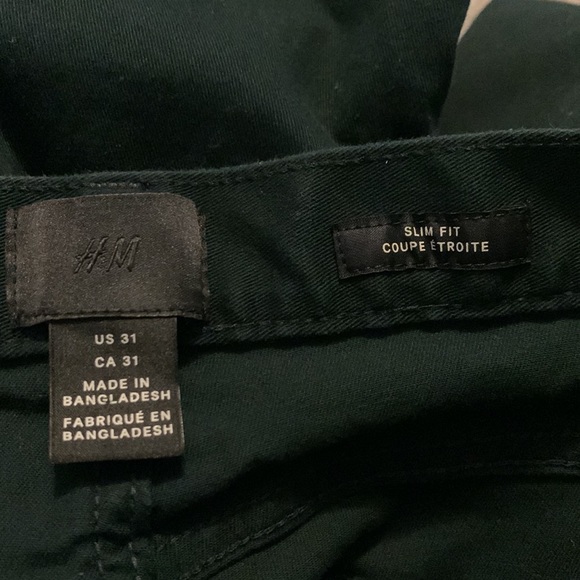 H&M
US 31
CA 31
MADE IN
BANGLADESH
FABRIQUÉ EN
BANGLADESH
SLIM FIT
COUPE ÉTROITE